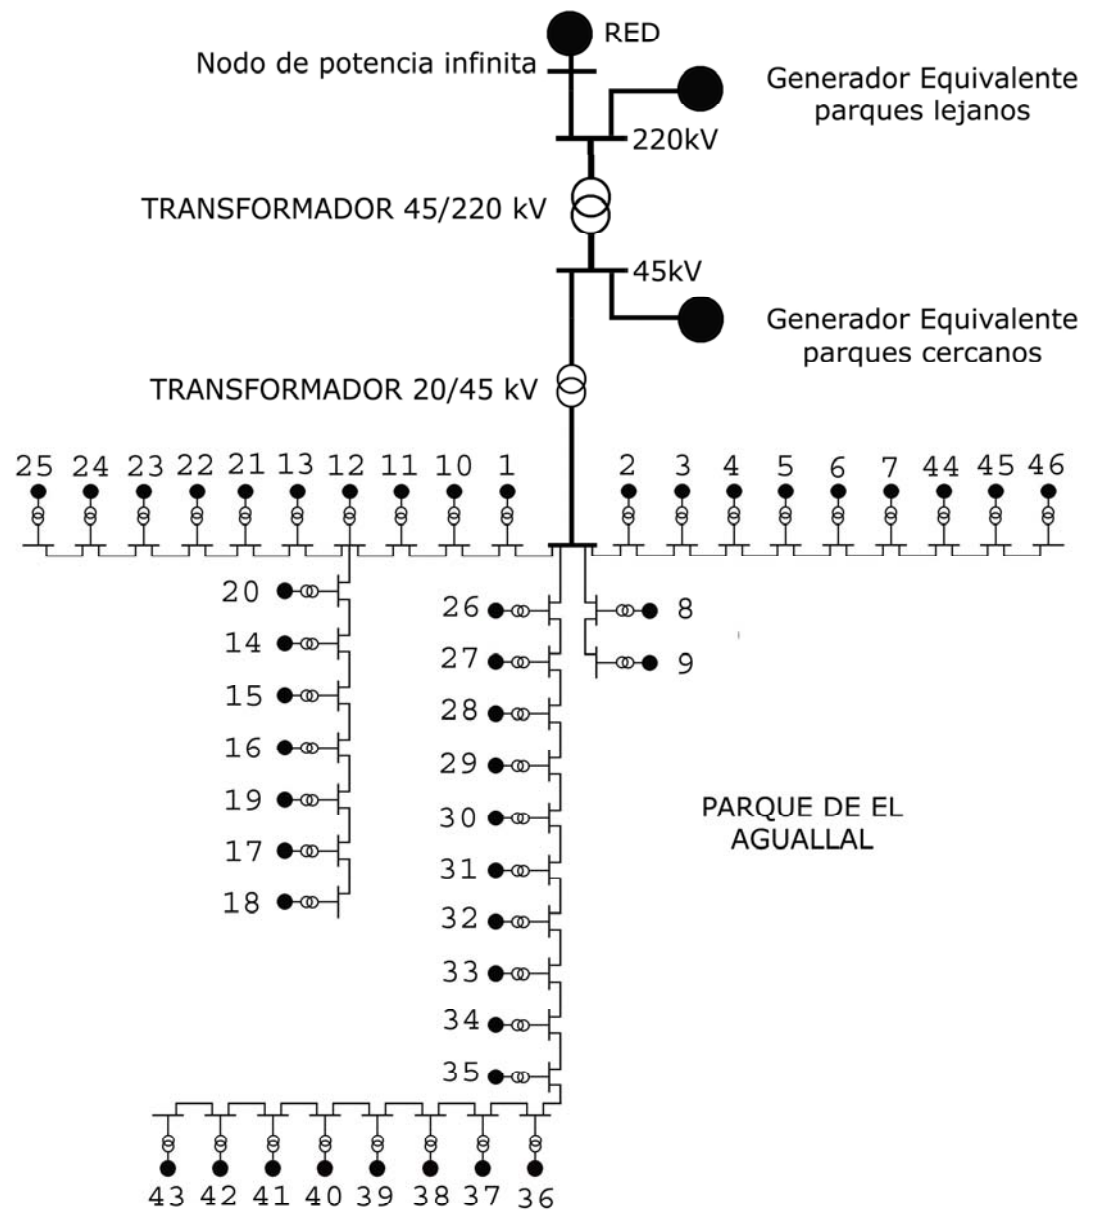 RED
Nodo de potencia infinita
Generador Equivalente
parques lejanos
220kV
TRANSFORMADOR 45/220 kV
45kV
Generador Equivalente
parques cercanos
TRANSFORMADOR 20/45 kV
25 24 23 22 21 13 12 11 10 1 2 3 4 5 6 7 44 45 46
20
14
15
16
19
17
18
26
27
28
29
30
31
32
33
34
35
8
9
PARQUE DE EL
AGUALLAL
43 42 41 40 39 38 37 36